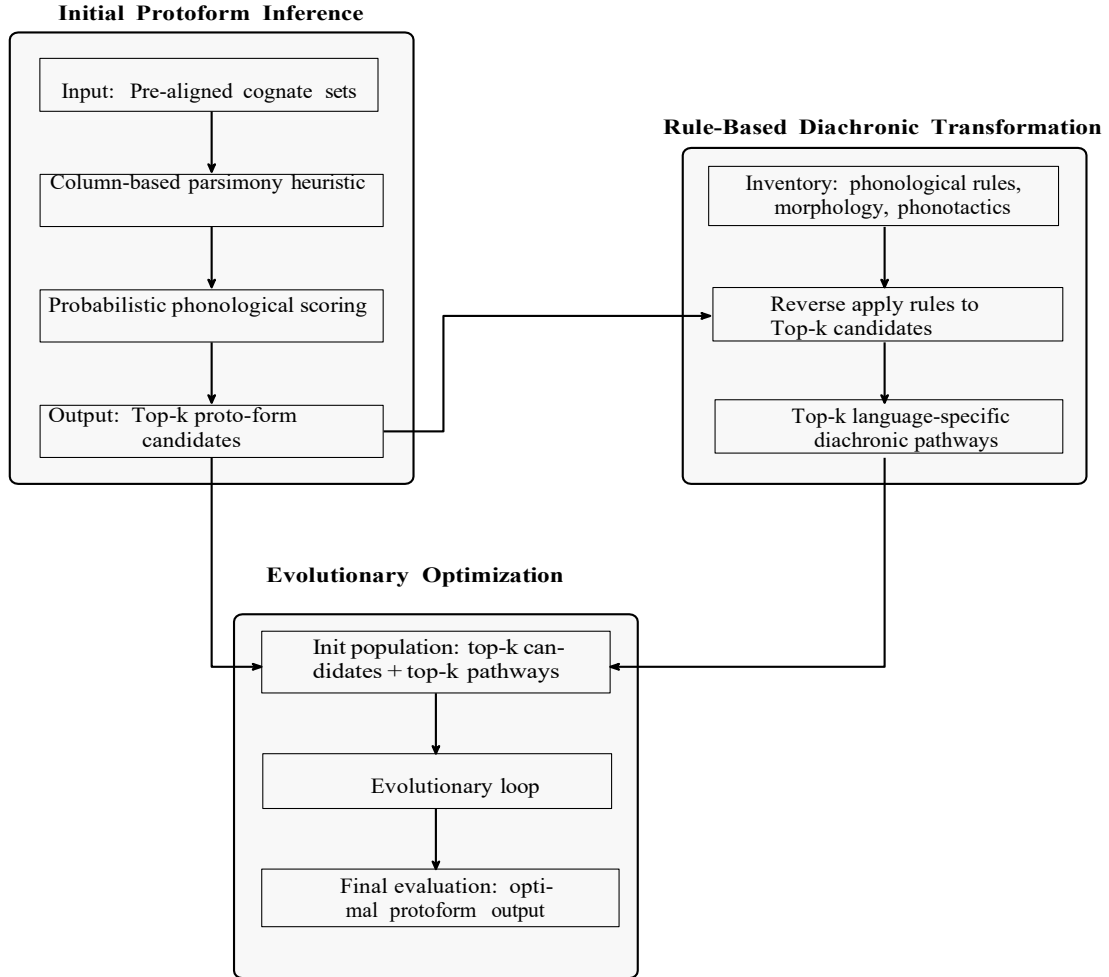 Initial Protoform Inference
Input: Pre-aligned cognate sets
Column-based parsimony heuristic
Probabilistic phonological scoring
Output: Top-k proto-form
candidates
Rule-Based Diachronic Transformation
Inventory: phonological rules,
morphology, phonotactics
Reverse apply rules to
Top-k candidates
Top-k language-specific
diachronic pathways
Evolutionary Optimization
Init population: top-k can-
didates + top-k pathways
Evolutionary loop
Final evaluation: opti-
mal protoform output